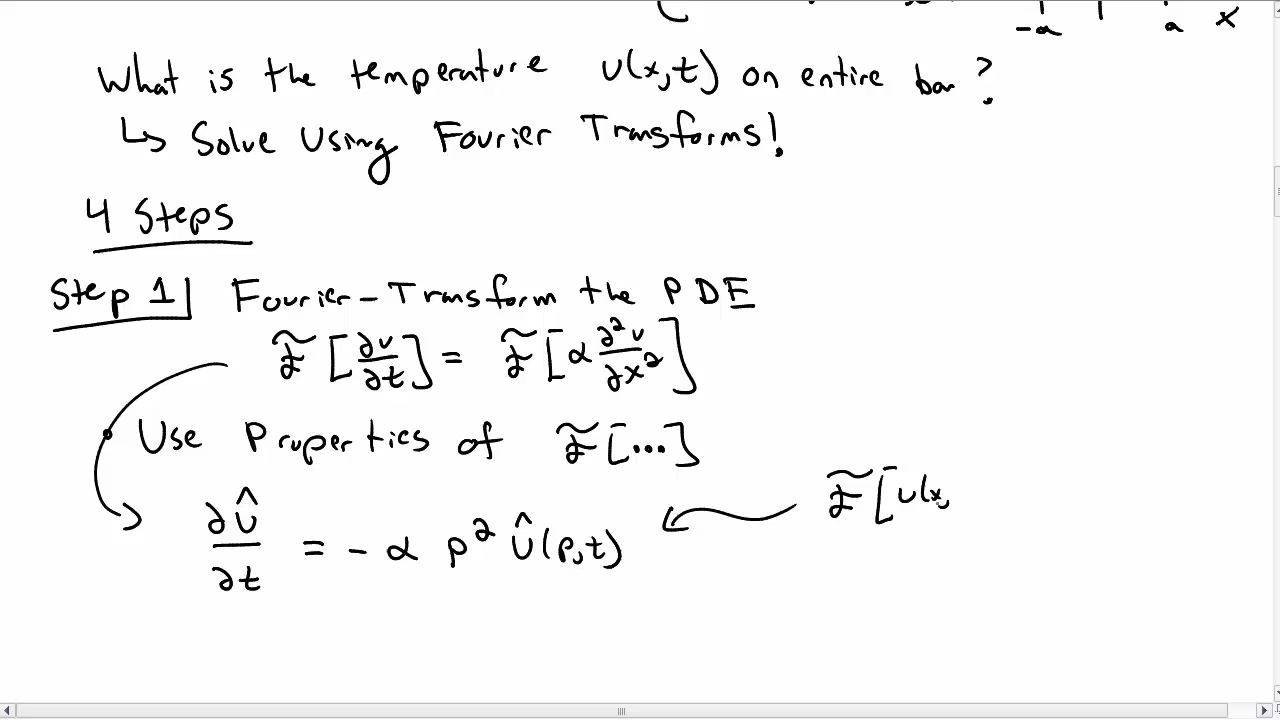 -a a x
What is the temperature u(x,t) on entire bar?
↳ Solve Using Fourier Transforms!
4 Steps
Step 1 Fourier-Transform the PDE
ℱ̃[∂u/∂t] = ℱ̃[α ∂²u/∂x²]
• Use Properties of ℱ̃[...]
∂Û/∂t = -α p² Û(p,t)
ℱ̃[u(x,